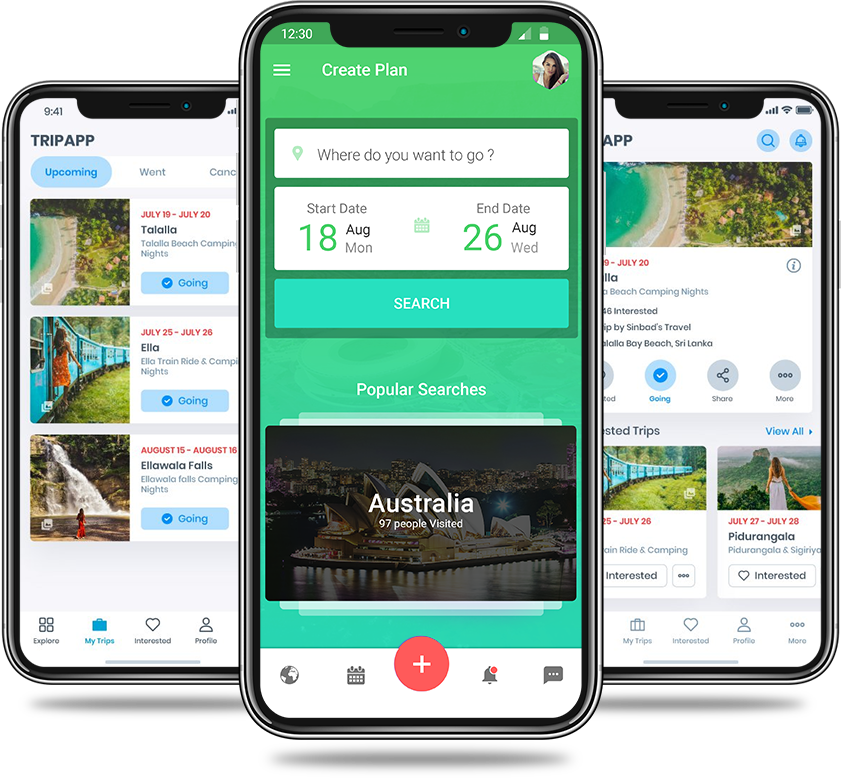 9:41
TRIPAPP
Upcoming Went Canc
JULY 19 - JULY 20
Talalla
Talalla Beach Camping
Nights
Going
JULY 25 - JULY 26
Ella
Ella Train Ride & Campi
Nights
Going
AUGUST 15 - AUGUST 16
Ellawala Falls
Ellawala falls Camping
Nights
Going
Explore My Trips Interested Profile
12:30
Create Plan
Where do you want to go ?
Start Date End Date
18 Aug Mon
26 Aug Wed
SEARCH
Popular Searches
Australia
97 people Visited
APP
9 - JULY 20
lla
a Beach Camping Nights
46 Interested
rip by Sinbad's Travel
alalla Bay Beach, Sri Lanka
ted Going Share More
sted Trips View All
25 - JULY 26
ain Ride & Camping
Interested
JULY 27 - JULY 28
Pidurangala
Pidurangala & Sigiriya
Interested
My Trips Interested Profile More